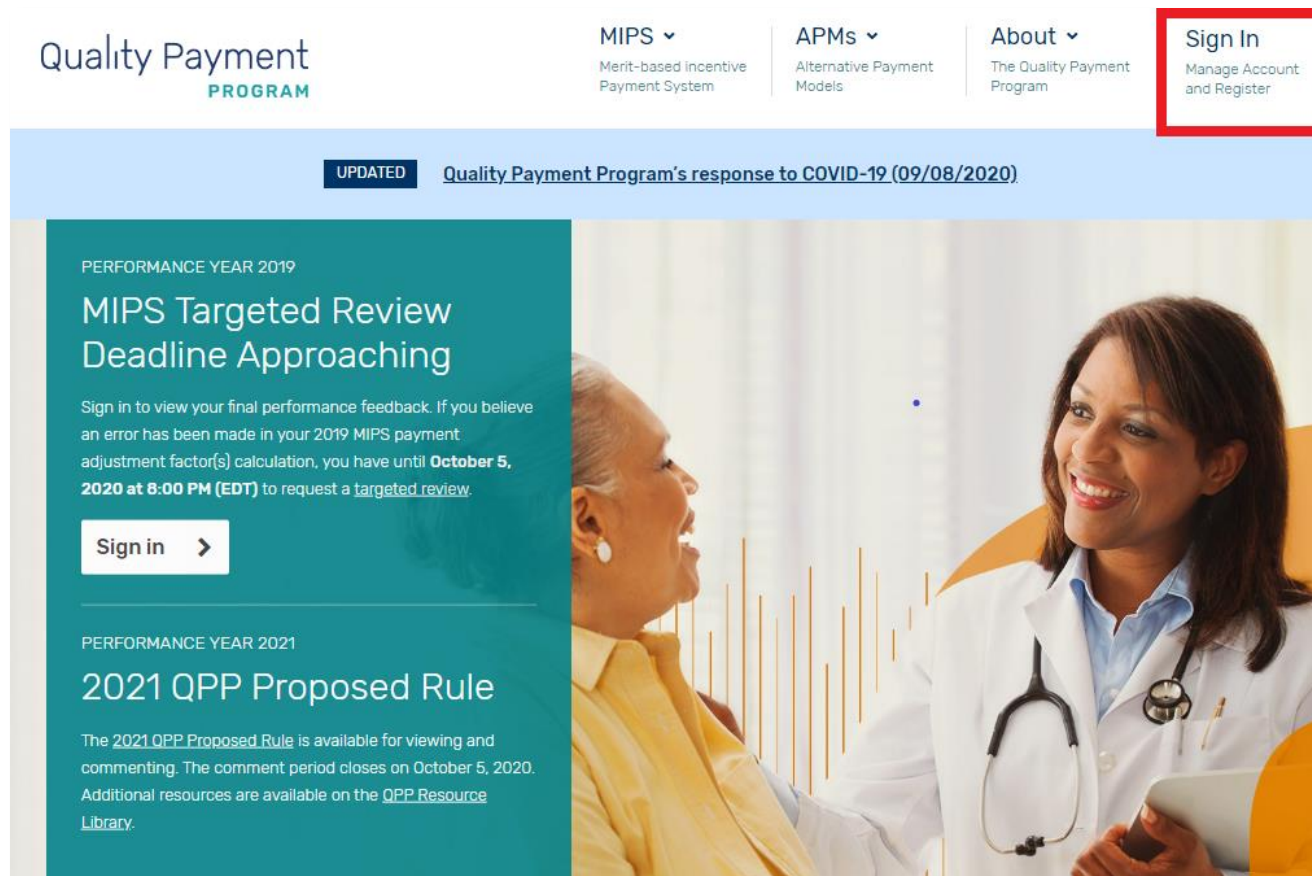 Quality Payment
PROGRAM
MIPS
Merit-based Incentive
Payment System
APMs
Alternative Payment
Models
About
The Quality Payment
Program
Sign In
Manage Account
and Register
UPDATED Quality Payment Program's response to COVID-19 (09/08/2020)
PERFORMANCE YEAR 2019
MIPS Targeted Review
Deadline Approaching
Sign in to view your final performance feedback. If you believe
an error has been made in your 2019 MIPS payment
adjustment factor(s) calculation, you have until October 5,
2020 at 8:00 PM (EDT) to request a targeted review.
Sign in
PERFORMANCE YEAR 2021
2021 QPP Proposed Rule
The 2021 QPP Proposed Rule is available for viewing and
commenting. The comment period closes on October 5, 2020.
Additional resources are available on the QPP Resource
Library.